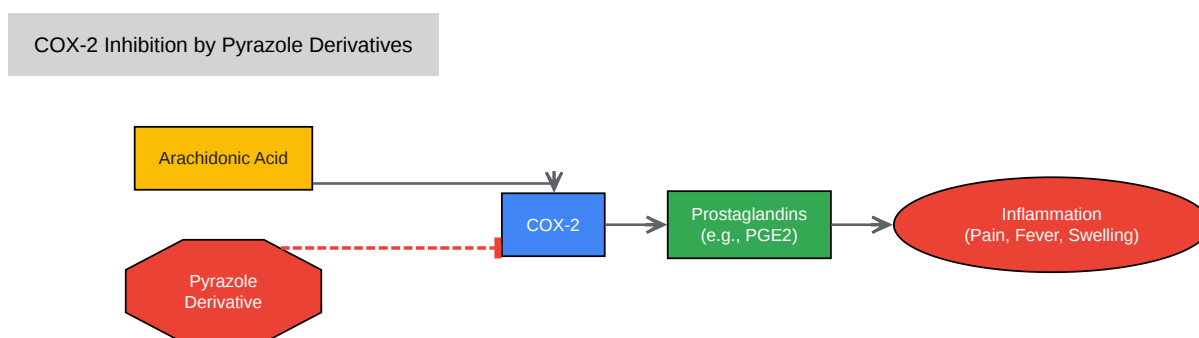 COX-2 Inhibition by Pyrazole Derivatives
Arachidonic Acid
COX-2
Prostaglandins
(e.g., PGE2)
Inflammation
(Pain, Fever, Swelling)
Pyrazole
Derivative